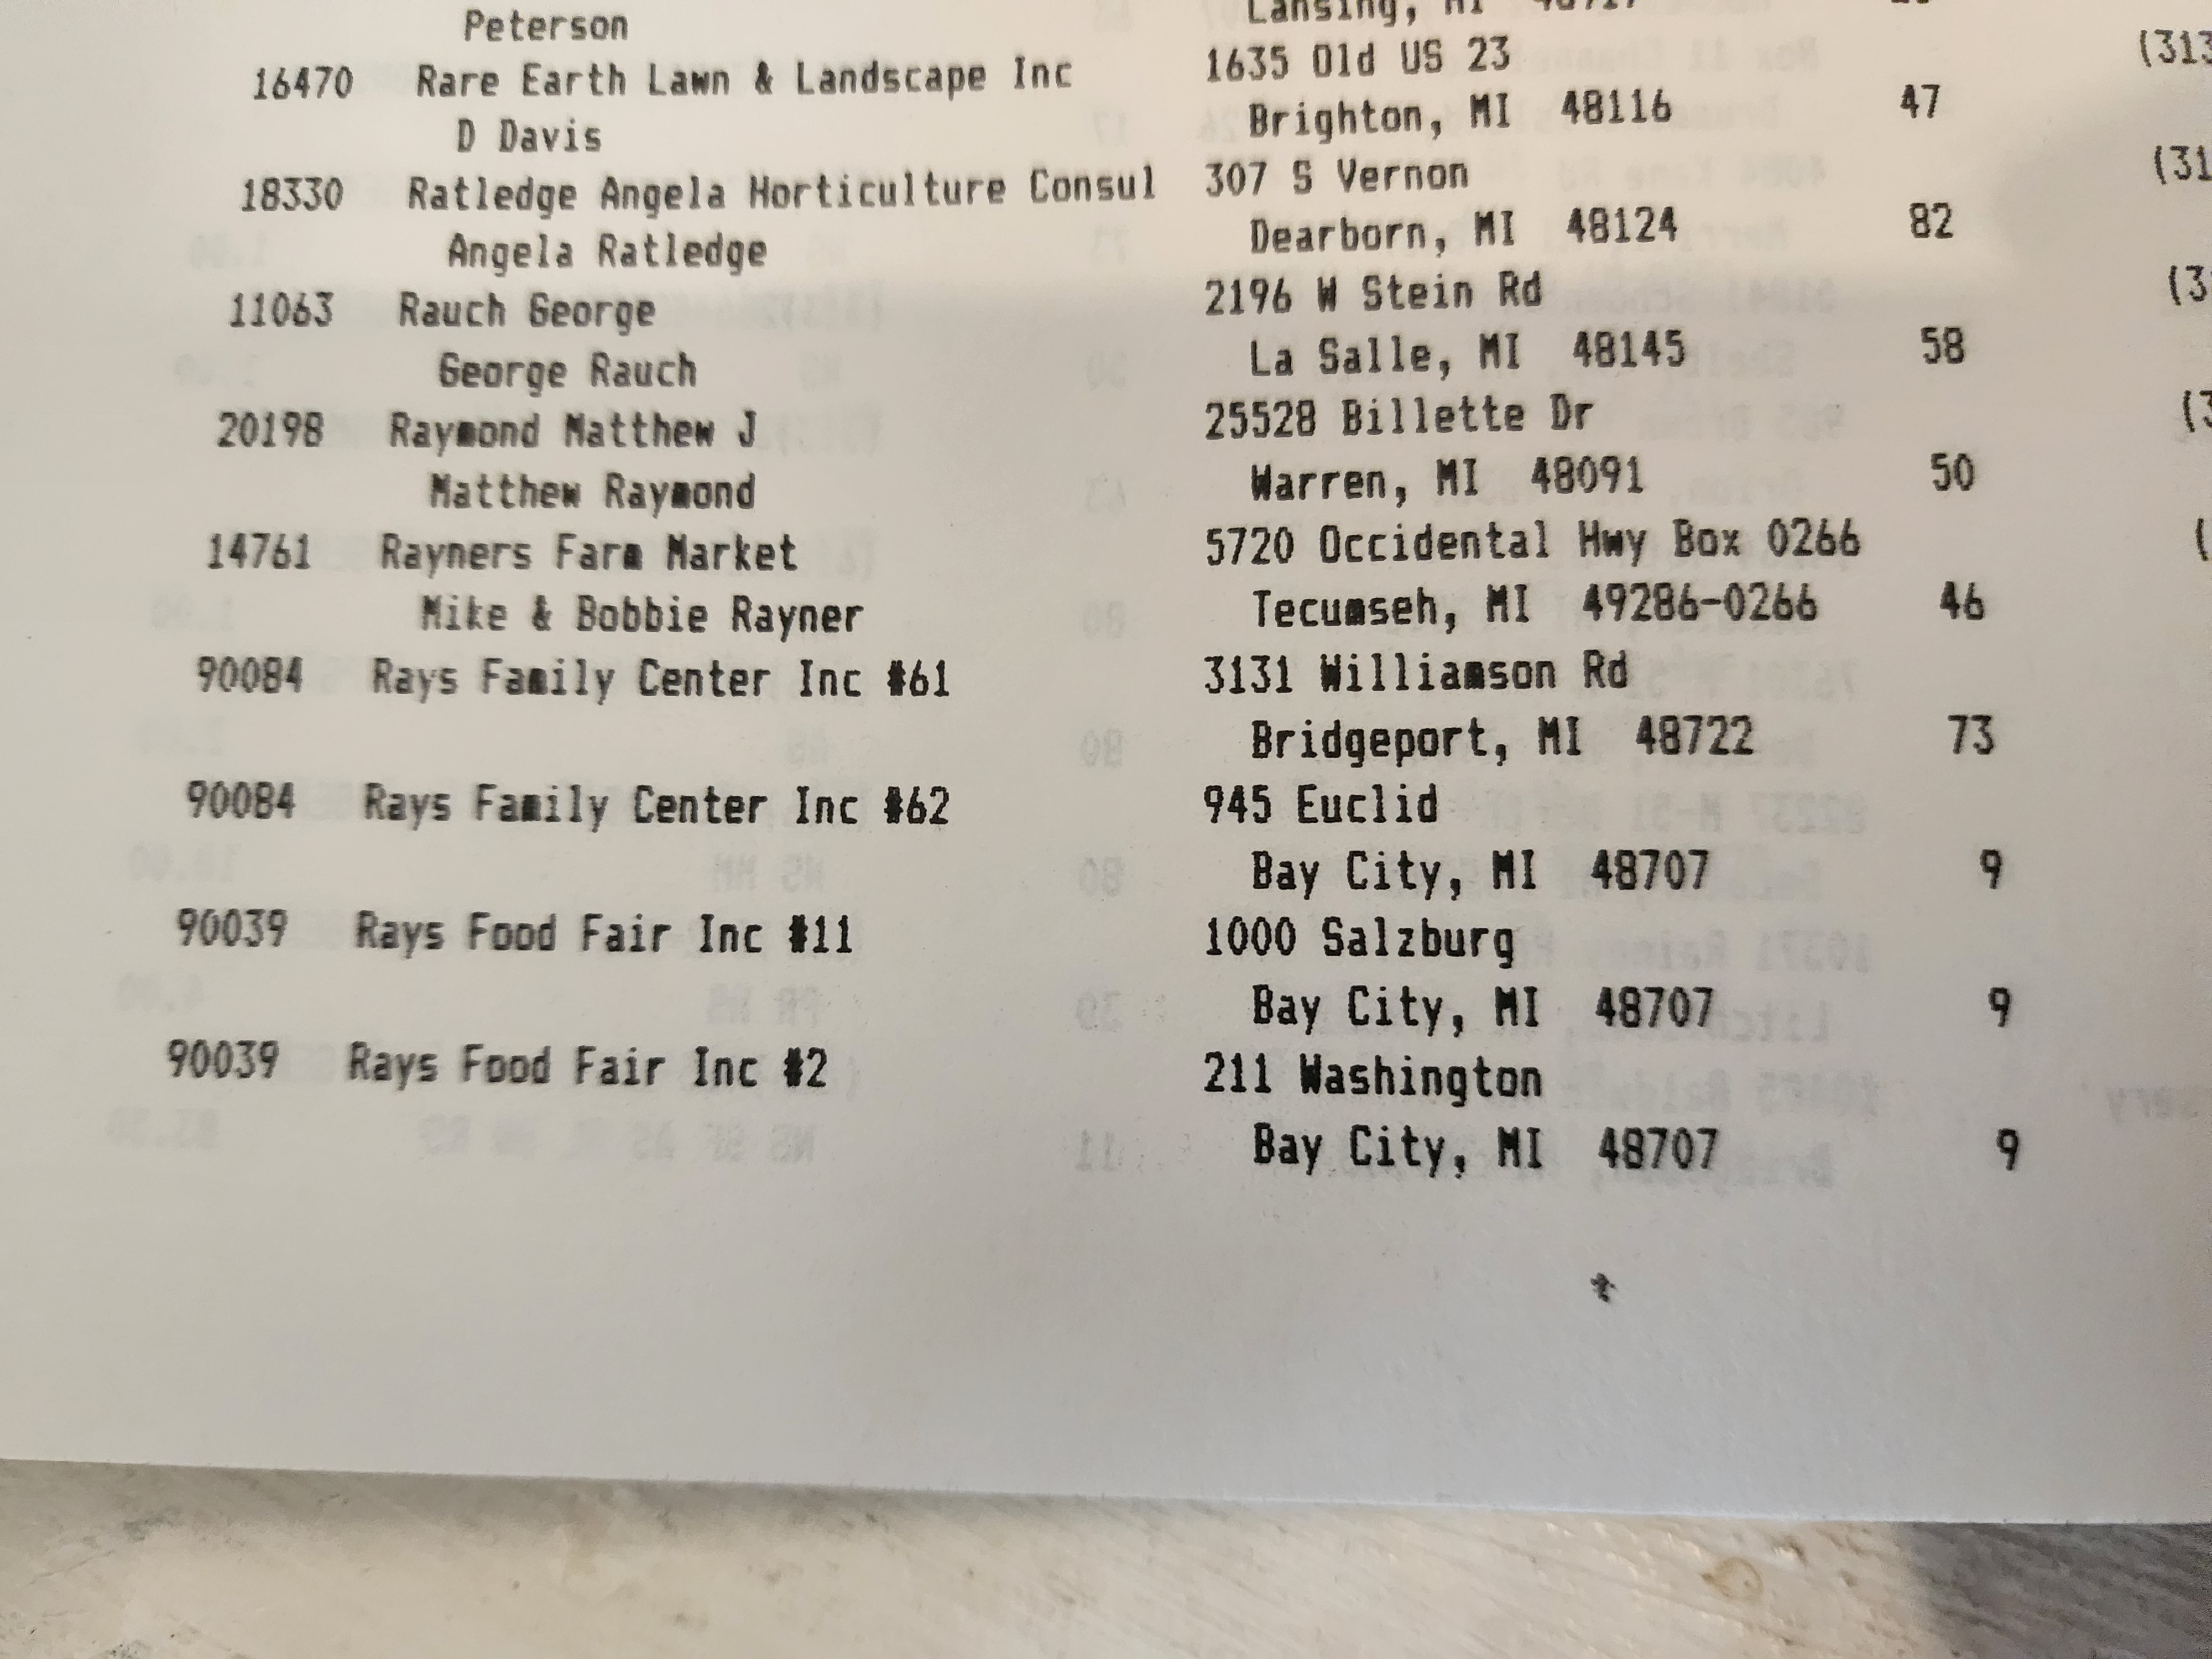 Peterson Lansing, MI
16470 Rare Earth Lawn & Landscape Inc 1635 Old US 23 (313
D Davis Brighton, MI 48116 47
18330 Ratledge Angela Horticulture Consul 307 S Vernon (31
Angela Ratledge Dearborn, MI 48124 82
11063 Rauch George 2196 W Stein Rd (3
George Rauch La Salle, MI 48145 58
20198 Raymond Matthew J 25528 Billette Dr (3
Matthew Raymond Warren, MI 48091 50
14761 Rayners Farm Market 5720 Occidental Hwy Box 0266 (
Mike & Bobbie Rayner Tecumseh, MI 49286-0266 46
90084 Rays Family Center Inc #61 3131 Williamson Rd
Bridgeport, MI 48722 73
90084 Rays Family Center Inc #62 945 Euclid
Bay City, MI 48707 9
90039 Rays Food Fair Inc #11 1000 Salzburg
Bay City, MI 48707 9
90039 Rays Food Fair Inc #2 211 Washington
Bay City, MI 48707 9